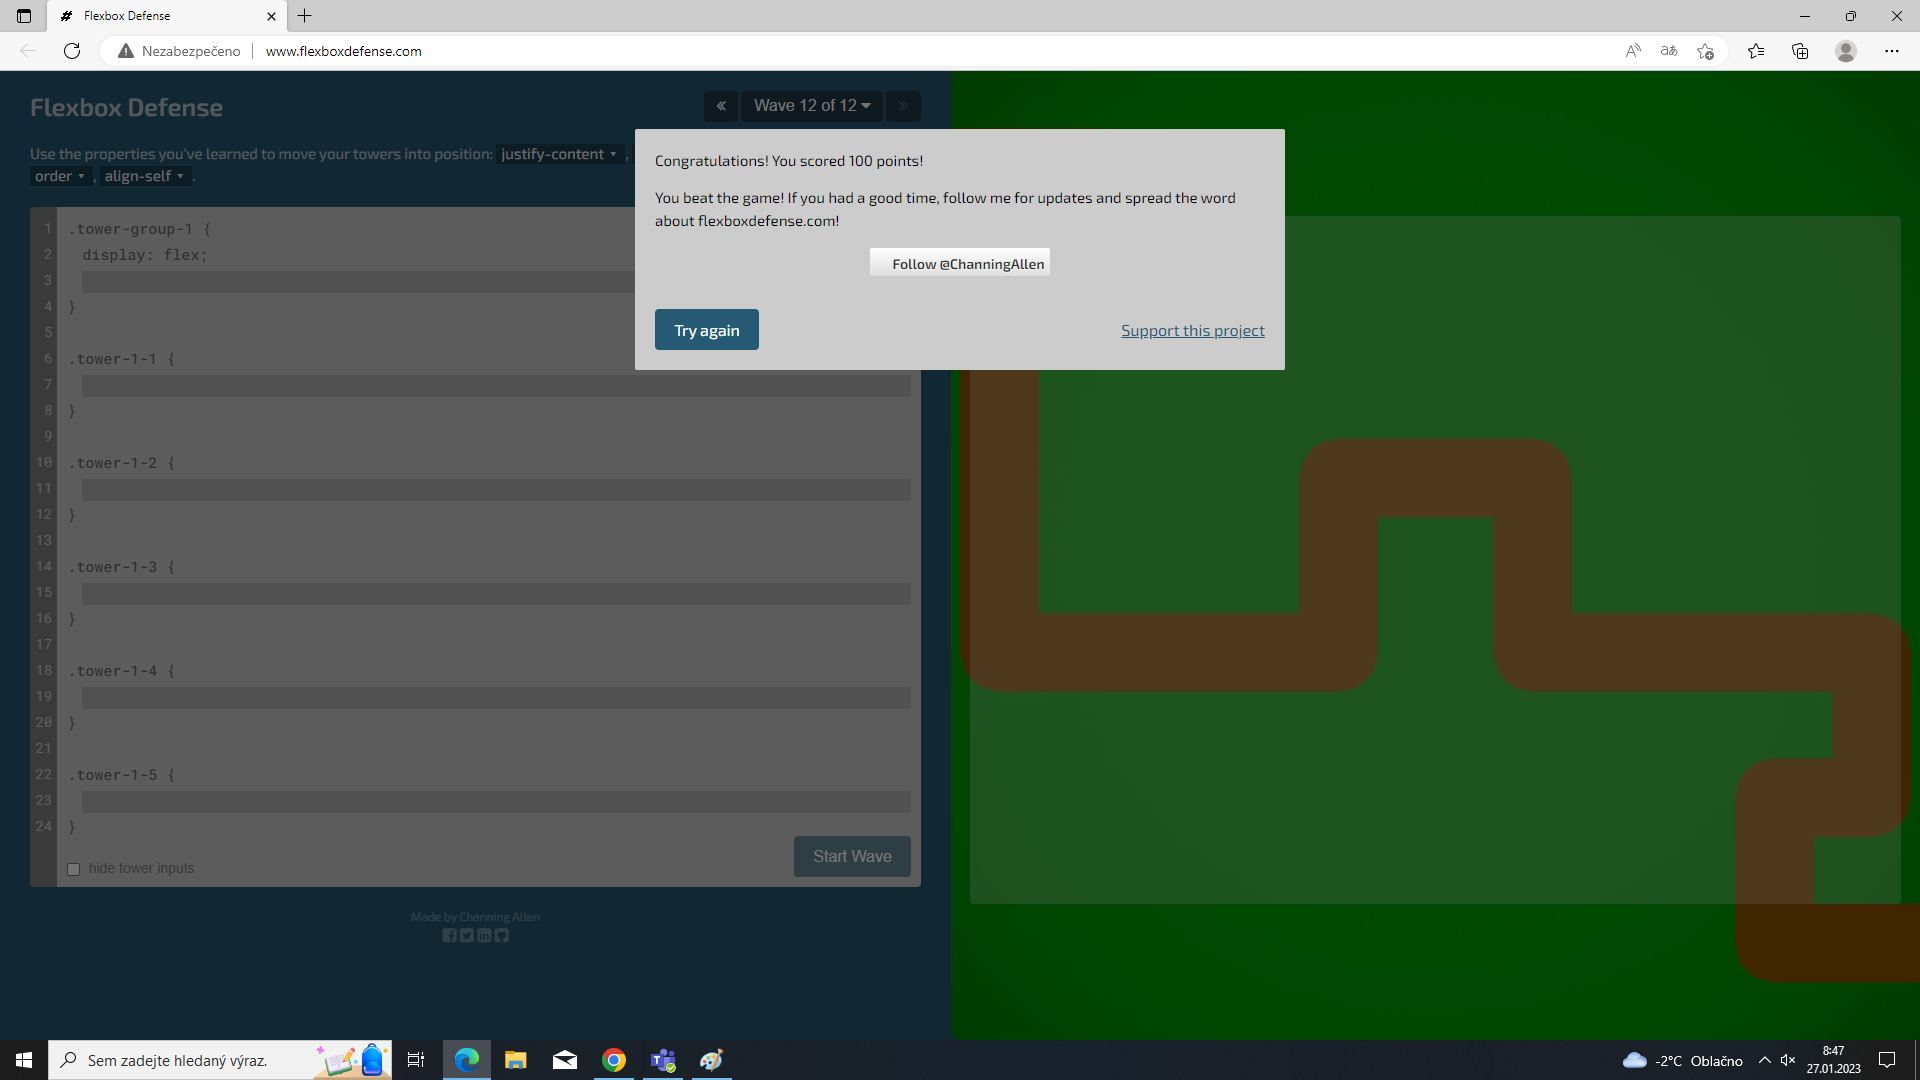 Flexbox Defense
Nezabezpečeno
www.flexboxdefense.com
Flexbox Defense
« Wave 12 of 12 »
Use the properties you've learned to move your towers into position: justify-content ,
order , align-self .
Congratulations! You scored 100 points!
You beat the game! If you had a good time, follow me for updates and spread the word
about flexboxdefense.com!
Follow @ChanningAllen
Try again
Support this project
1 .tower-group-1 {
2 display: flex;
3
4 }
5
6 .tower-1-1 {
7
8 }
9
10 .tower-1-2 {
11
12 }
13
14 .tower-1-3 {
15
16 }
17
18 .tower-1-4 {
19
20 }
21
22 .tower-1-5 {
23
24 }
hide tower inputs
Start Wave
Made by Channing Allen
Sem zadejte hledaný výraz.
-2°C Oblačno
8:47
27.01.2023